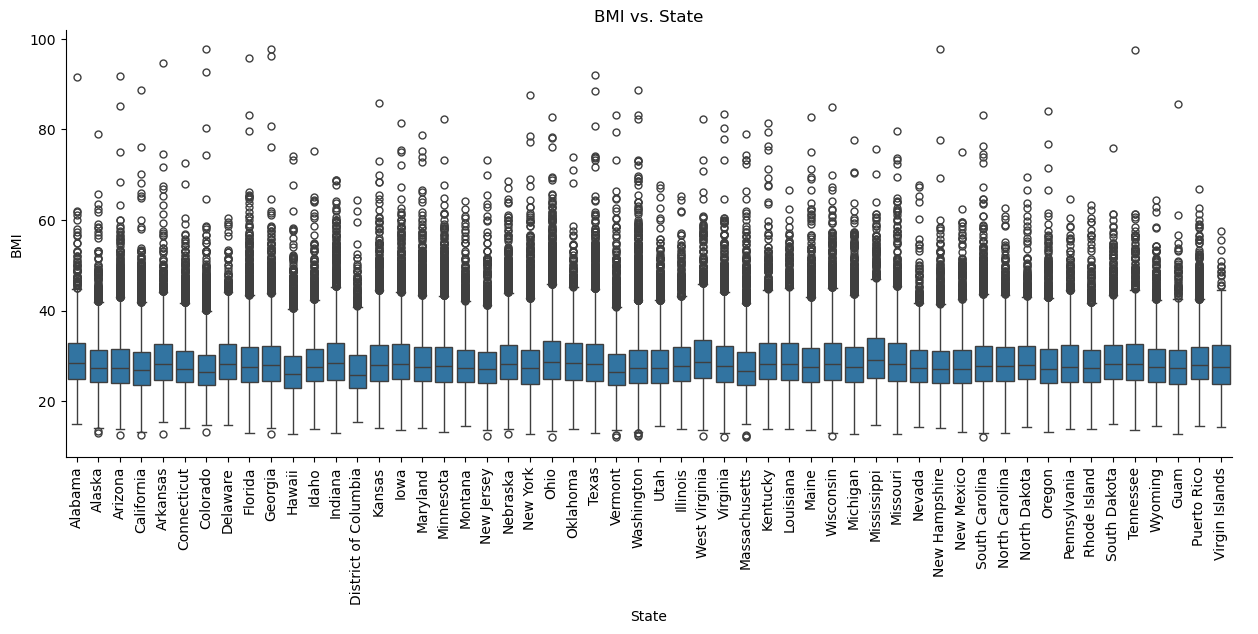 BMI vs. State
BMI
100
80
60
40
20
Alabama
Alaska
Arizona
California
Arkansas
Connecticut
Colorado
Delaware
Florida
Georgia
Hawaii
Idaho
Indiana
District of Columbia
Kansas
Iowa
Maryland
Minnesota
Montana
New Jersey
Nebraska
New York
Ohio
Oklahoma
Texas
Vermont
Washington
Utah
Illinois
West Virginia
Virginia
Massachusetts
Kentucky
Louisiana
Maine
Wisconsin
Michigan
Mississippi
Missouri
Nevada
New Hampshire
New Mexico
South Carolina
North Carolina
North Dakota
Oregon
Pennsylvania
Rhode Island
South Dakota
Tennessee
Wyoming
Guam
Puerto Rico
Virgin Islands
State